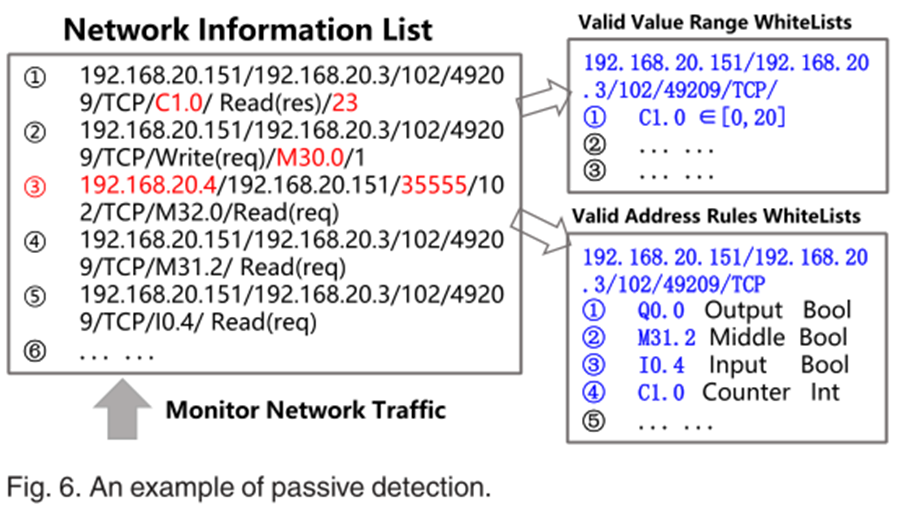 Network Information List
① 192.168.20.151/192.168.20.3/102/4920
9/TCP/C1.0/ Read(res)/23
② 192.168.20.151/192.168.20.3/102/4920
9/TCP/Write(req)/M30.0/1
③ 192.168.20.4/192.168.20.151/35555/10
2/TCP/M32.0/Read(req)
④ 192.168.20.151/192.168.20.3/102/4920
9/TCP/M31.2/ Read(req)
⑤ 192.168.20.151/192.168.20.3/102/4920
9/TCP/I0.4/ Read(req)
⑥ ... ...
Monitor Network Traffic
Valid Value Range WhiteLists
192.168.20.151/192.168.20
.3/102/49209/TCP/
① C1.0 ∈[0,20]
② ... ...
③ ... ...
Valid Address Rules WhiteLists
192.168.20.151/192.168.20
.3/102/49209/TCP
① Q0.0 Output Bool
② M31.2 Middle Bool
③ I0.4 Input Bool
④ C1.0 Counter Int
⑤ ... ...
Fig. 6. An example of passive detection.